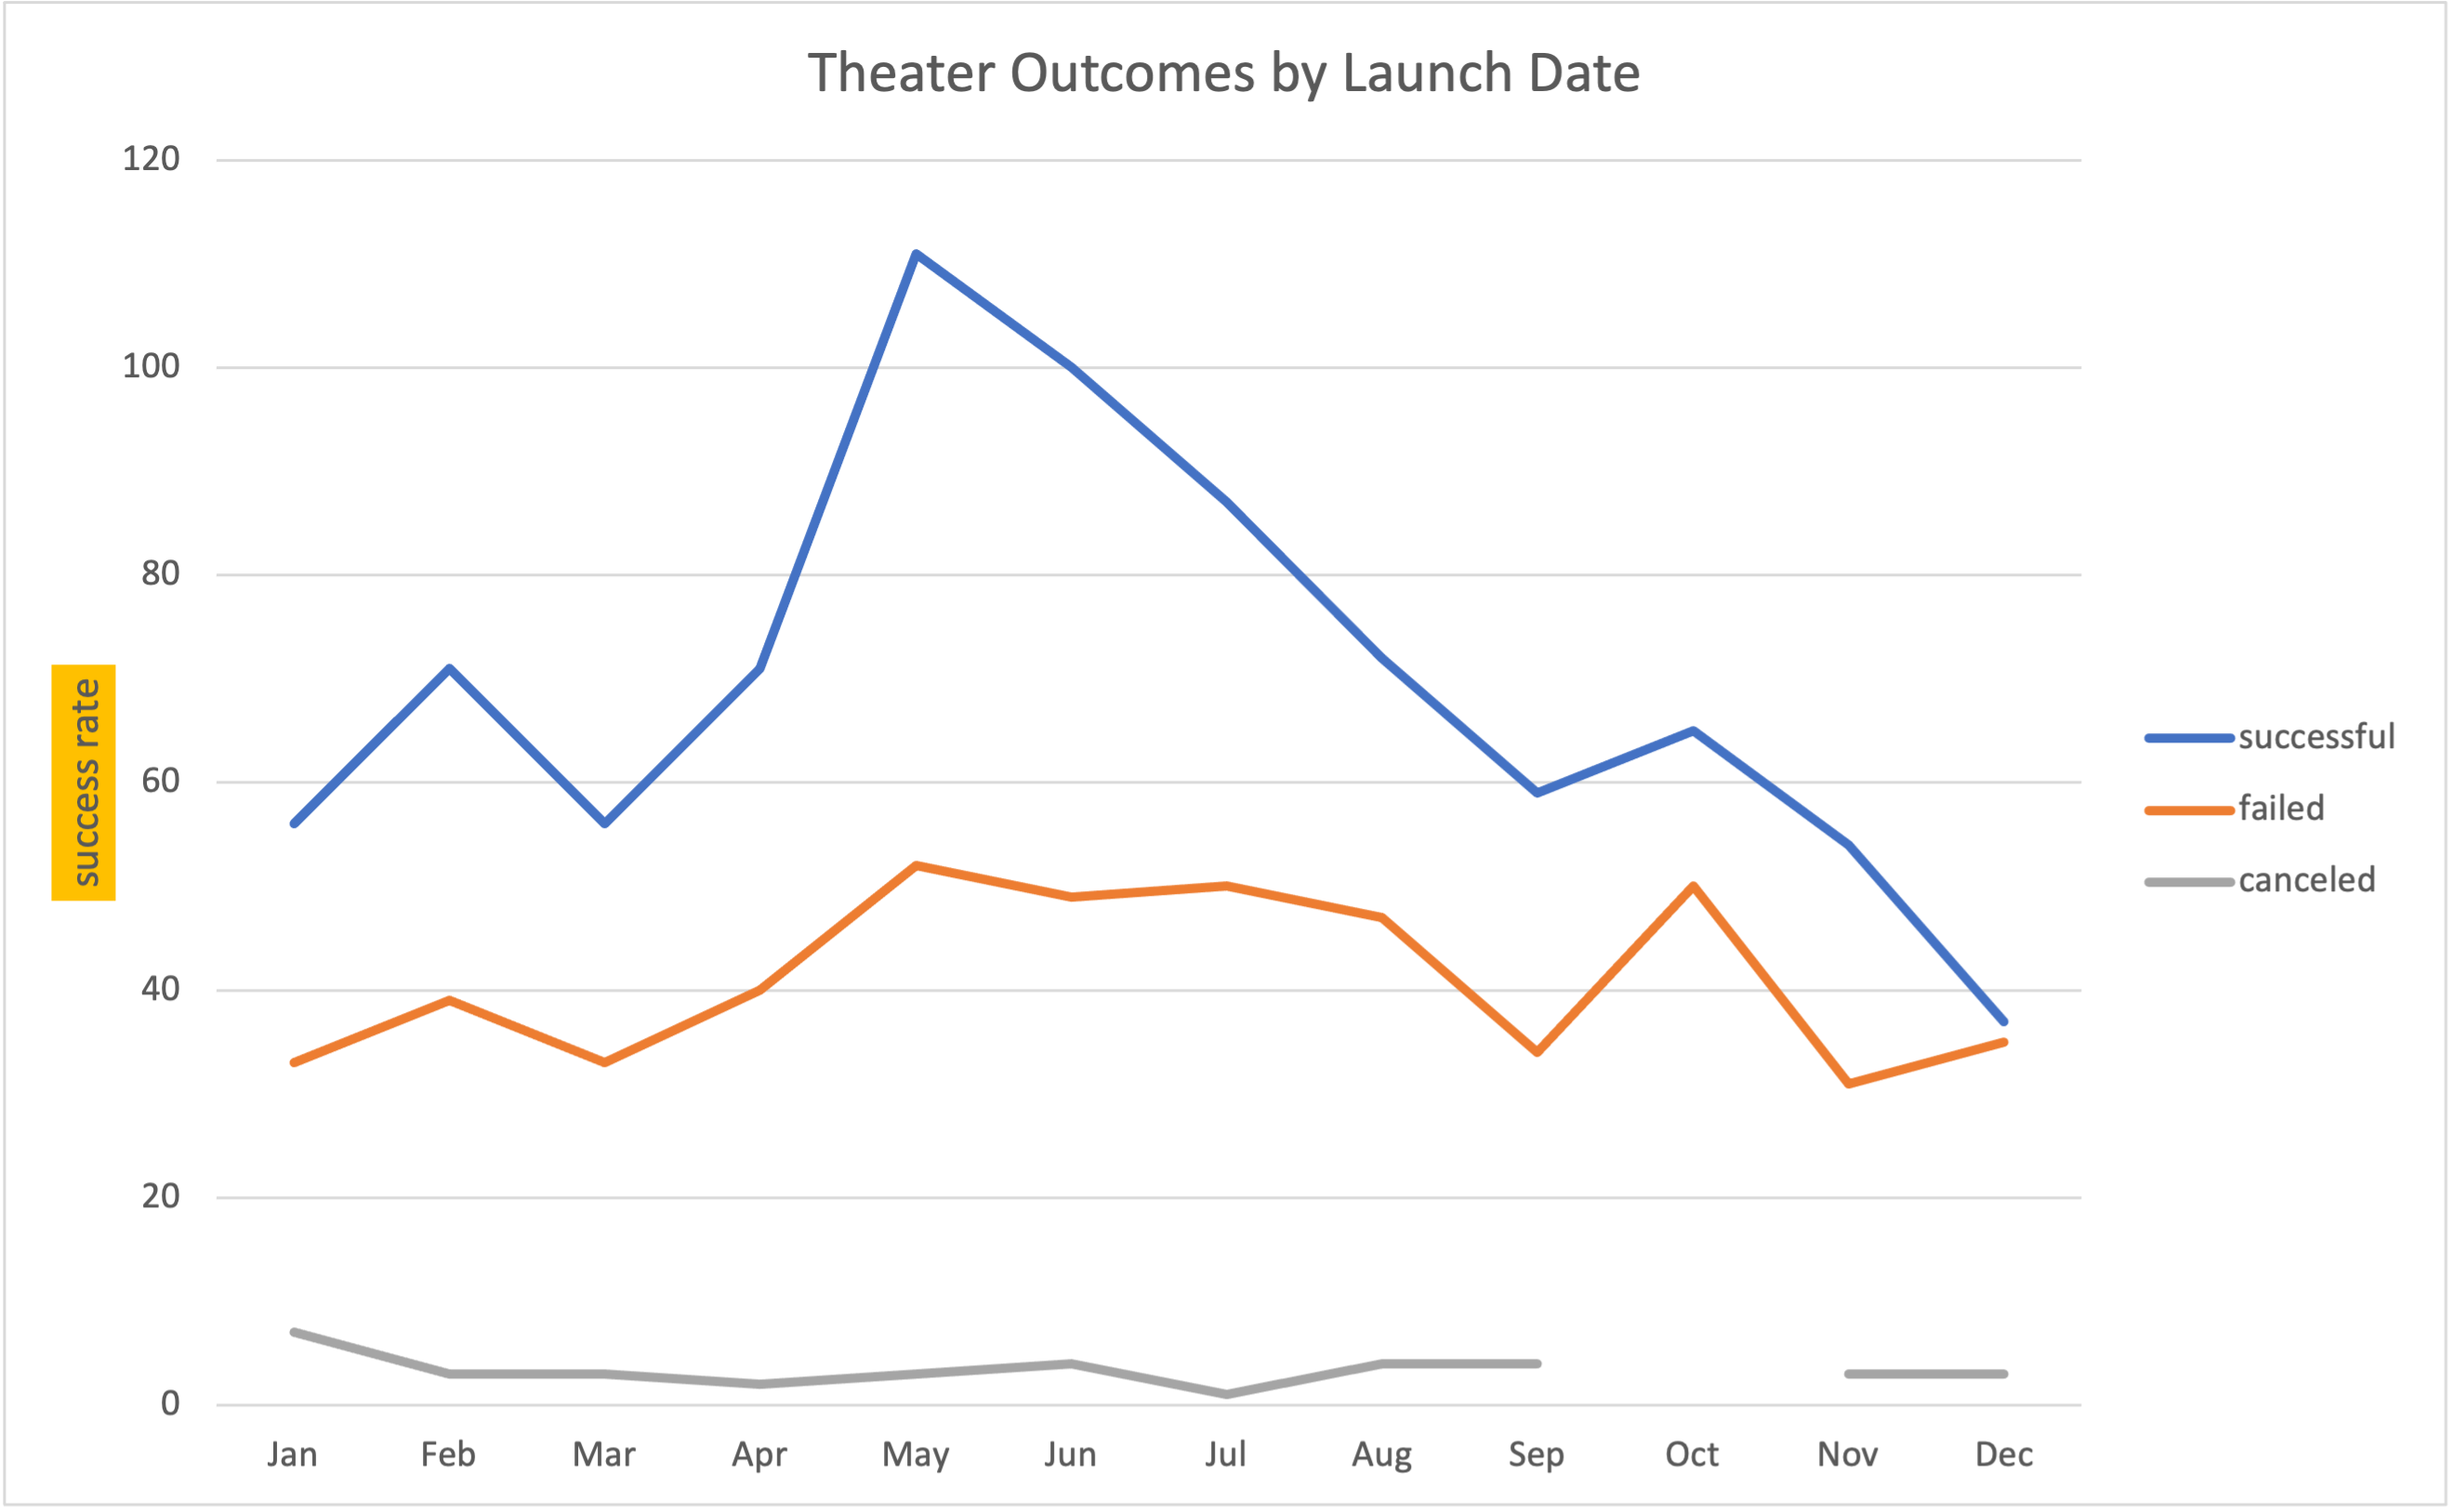 Theater Outcomes by Launch Date
120
100
80
60
40
20
0
success rate
Jan Feb Mar Apr May Jun Jul Aug Sep Oct Nov Dec
successful
failed
canceled